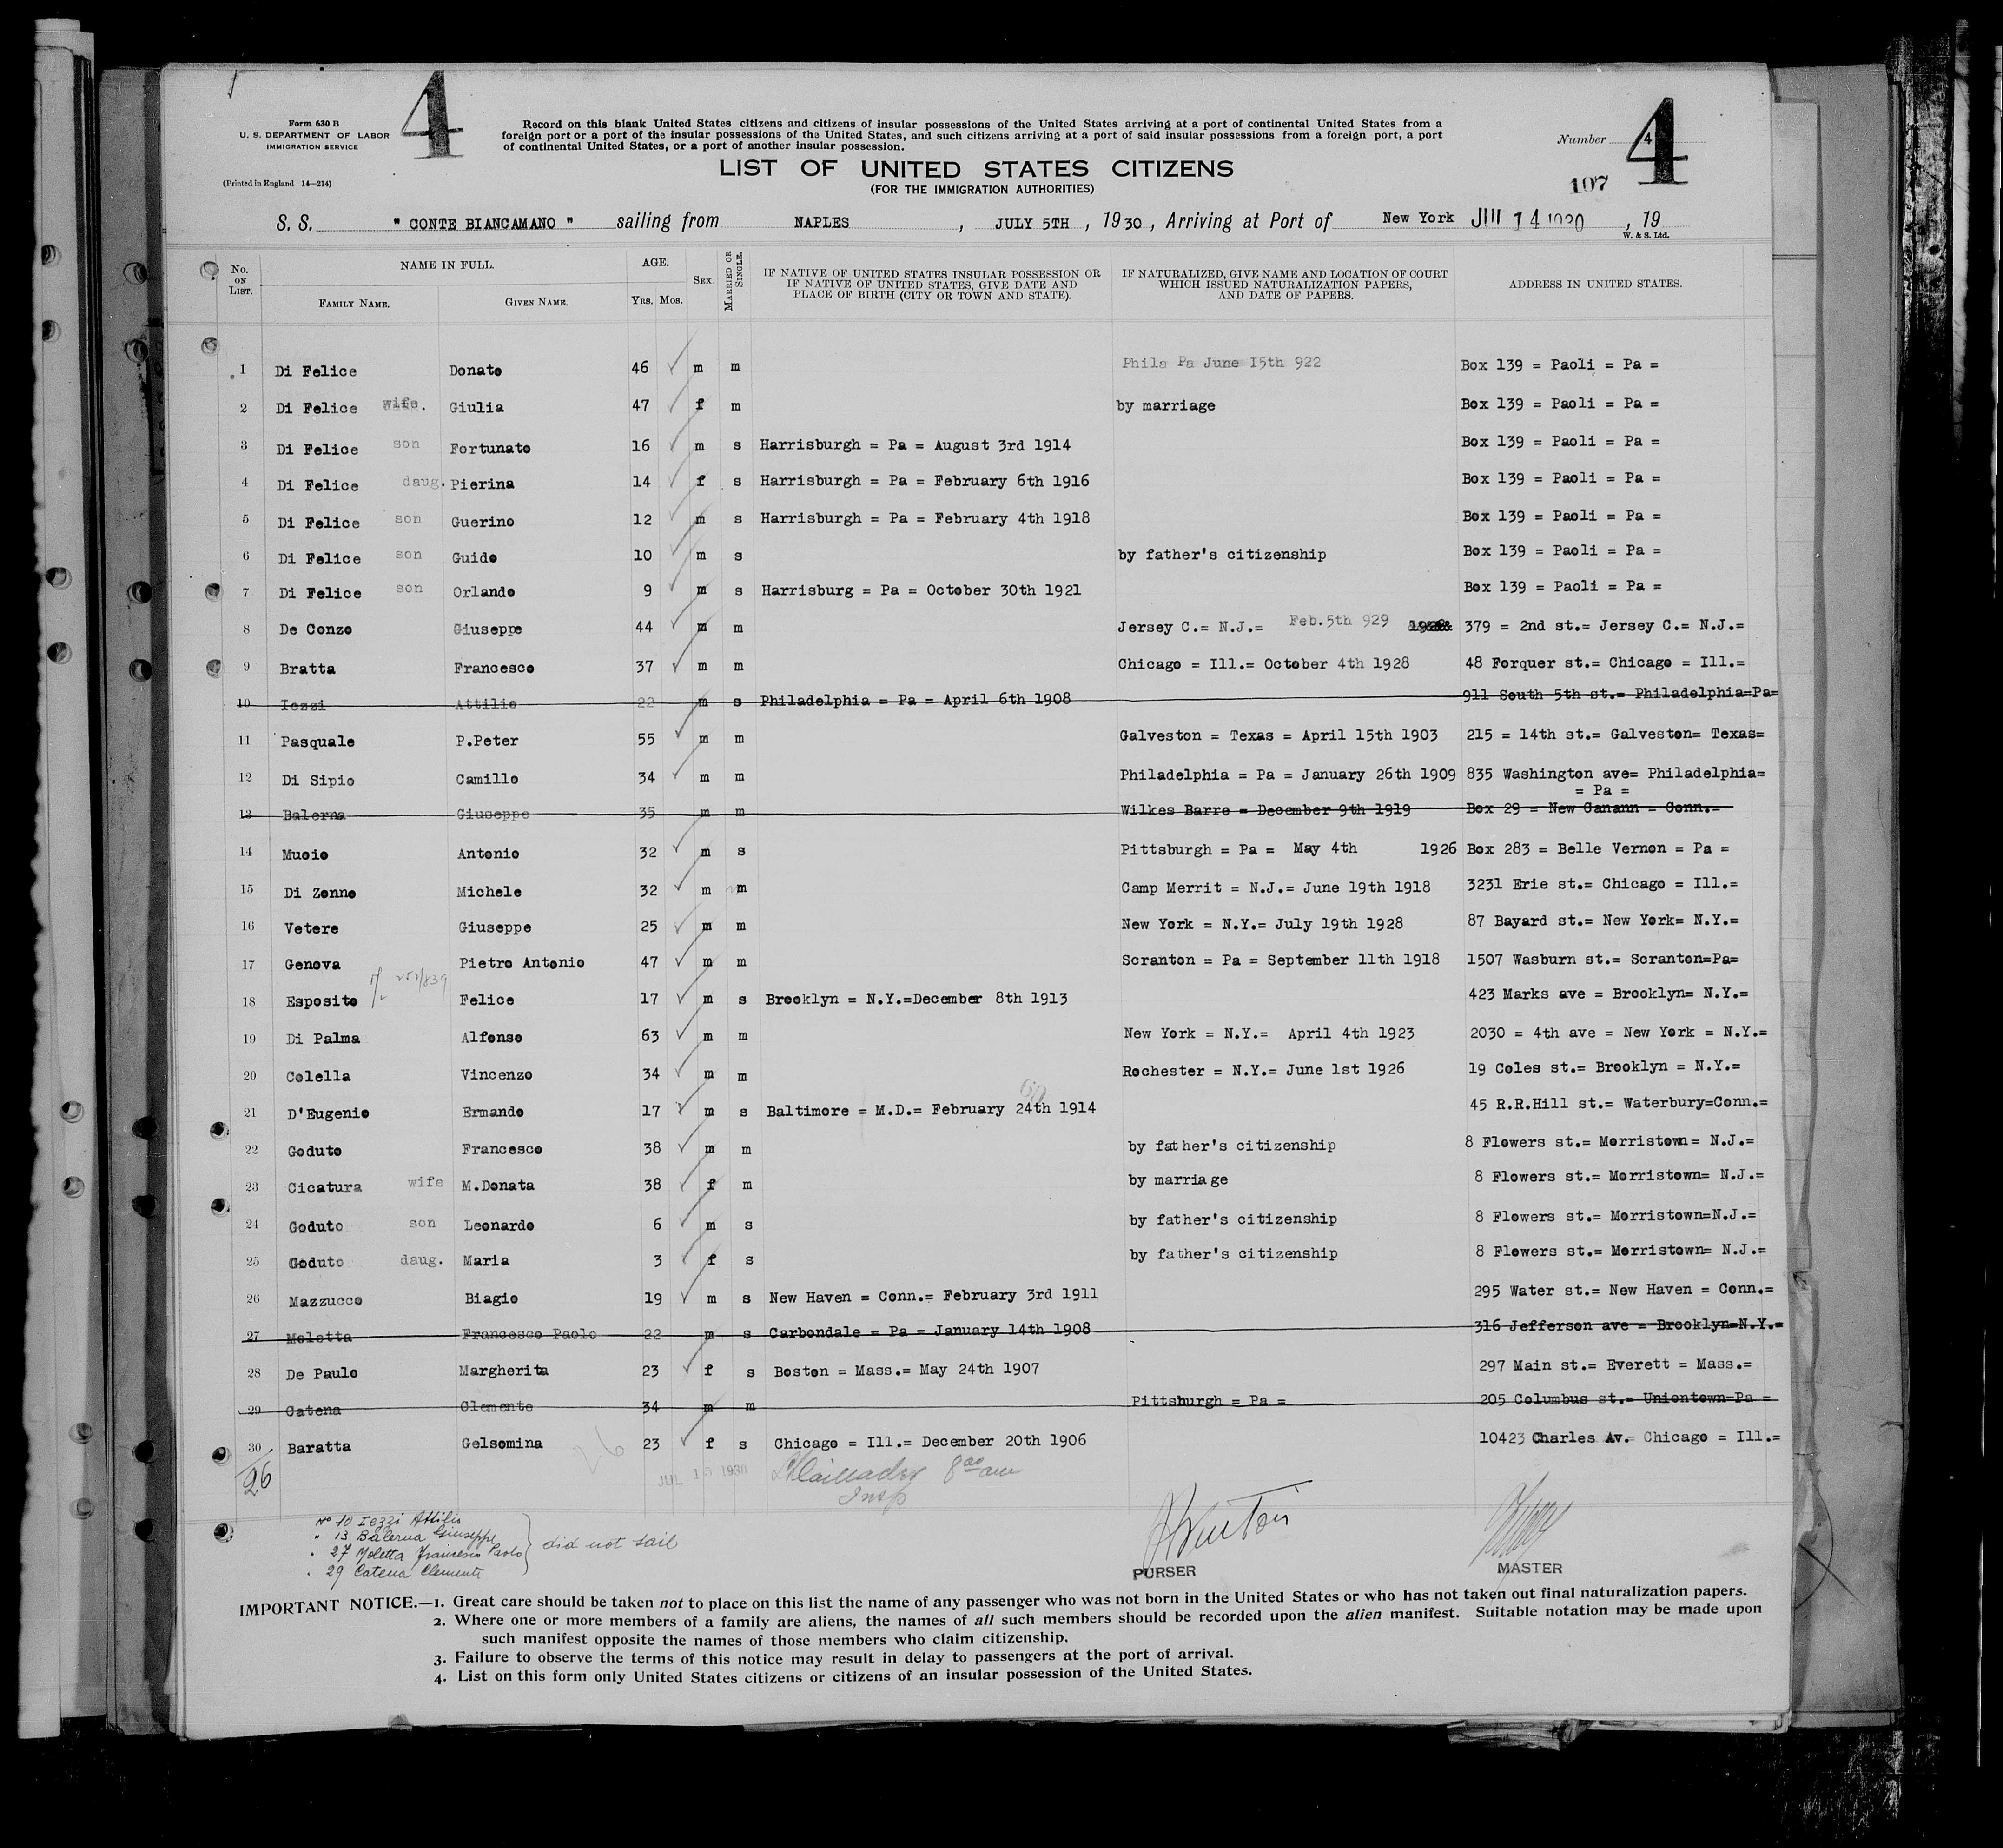 4
Form 630 B
U. S. DEPARTMENT OF LABOR
IMMIGRATION SERVICE
(Printed in England 14—214)
Record on this blank United States citizens and citizens of insular possessions of the United States arriving at a port of continental United States from a
foreign port or a port of the insular possessions of the United States, and such citizens arriving at a port of said insular possessions from a foreign port, a port
of continental United States, or a port of another insular possession.
Number 4
4
107
LIST OF UNITED STATES CITIZENS
(FOR THE IMMIGRATION AUTHORITIES)
S. S. " CONTE BIANCAMANO " sailing from NAPLES , JULY 5TH , 1930 , Arriving at Port of New York JUL 14 1930 , 19
W. & S. Ltd.
No. ON LIST. NAME IN FULL. FAMILY NAME. GIVEN NAME. AGE. YRS. MOS. SEX. MARRIED OR SINGLE. IF NATIVE OF UNITED STATES INSULAR POSSESSION OR IF NATIVE OF UNITED STATES, GIVE DATE AND PLACE OF BIRTH (CITY OR TOWN AND STATE). IF NATURALIZED, GIVE NAME AND LOCATION OF COURT WHICH ISSUED NATURALIZATION PAPERS, AND DATE OF PAPERS. ADDRESS IN UNITED STATES.
1 Di Felice Donato 46 m m Phila Pa June I5th 922 Box 139 = Paoli = Pa =
2 Di Felice wife. Giulia 47 f m by marriage Box 139 = Paoli = Pa =
3 Di Felice son Fortunato 16 m s Harrisburgh = Pa = August 3rd 1914 Box 139 = Paoli = Pa =
4 Di Felice daug. Pierina 14 f s Harrisburgh = Pa = February 6th 1916 Box 139 = Paoli = Pa =
5 Di Felice son Guerino 12 m s Harrisburgh = Pa = February 4th 1918 Box 139 = Paoli = Pa =
6 Di Felice son Guido 10 m s by father's citizenship Box 139 = Paoli = Pa =
7 Di Felice son Orlando 9 m s Harrisburg = Pa = October 30th 1921 Box 139 = Paoli = Pa =
8 De Conzo Giuseppe 44 m m Jersey C.= N.J.= Feb.5th 929 379 = 2nd st.= Jersey C.= N.J.=
9 Bratta Francesco 37 m m Chicago = Ill.= October 4th 1928 48 Forquer st.= Chicago = Ill.=
10 Iezzi Attilio 22 m s Philadelphia = Pa = April 6th 1908 911 South 5th st.= Philadelphia=Pa=
11 Pasquale P.Peter 55 m m Galveston = Texas = April 15th 1903 215 = 14th st.= Galveston= Texas=
12 Di Sipio Camillo 34 m m Philadelphia = Pa = January 26th 1909 835 Washington ave= Philadelphia=
= Pa =
13 Balerna Giuseppe 35 m m Wilkes Barre = December 9th 1919 Box 29 = New Canann = Conn.=
14 Mucio Antonio 32 m s Pittsburgh = Pa = May 4th 1926 Box 283 = Belle Vernon = Pa =
15 Di Zonno Michele 32 m m Camp Merrit = N.J.= June 19th 1918 3231 Erie st.= Chicago = Ill.=
16 Vetere Giuseppe 25 m m New York = N.Y.= July 19th 1928 87 Bayard st.= New York= N.Y.=
17 Genova Pietro Antonio 47 m m Scranton = Pa = September 11th 1918 1507 Wasburn st.= Scranton=Pa=
18 Esposito Felice 17 m s Brooklyn = N.Y.=December 8th 1913 423 Marks ave = Brooklyn= N.Y.=
19 Di Palma Alfonso 63 m m New York = N.Y.= April 4th 1923 2030 = 4th ave = New York = N.Y.=
20 Colella Vincenzo 34 m m Rochester = N.Y.= June 1st 1926 19 Coles st.= Brooklyn = N.Y.=
21 D'Eugenio Ermando 17 m s Baltimore = M.D.= February 24th 1914 45 R.R.Hill st.= Waterbury=Conn.=
22 Goduto Francesco 38 m m by father's citizenship 8 Flowers st.= Morristown= N.J.=
23 Cicatura wife M.Donata 38 f m by marriage 8 Flowers st.= Morristown= N.J.=
24 Goduto son Leonardo 6 m s by father's citizenship 8 Flowers st.= Morristown=N.J.=
25 Goduto daug. Maria 3 f s by father's citizenship 8 Flowers st.= Morristown= N.J.=
26 Mazzucco Biagio 19 m s New Haven = Conn.= February 3rd 1911 295 Water st.= New Haven = Conn.=
27 Moletta Francesco Paolo 22 m s Carbondale = Pa = January 14th 1908 316 Jefferson ave = Brooklyn=N.Y.=
28 De Paulo Margherita 23 f s Boston = Mass.= May 24th 1907 297 Main st.= Everett = Mass.=
29 Catena Clemente 34 m m Pittsburgh = Pa = 205 Columbus st.= Uniontown=Pa =
30 Baratta Gelsomina 23 f s Chicago = Ill.= December 20th 1906 10423 Charles Av. Chicago = Ill.=
26
26
JUL 15 1930
8 00 am
Insp
No 10 Iezzi Attilio
" 13 Balerna Giuseppe
" 27 Moletta Francesco Paolo
" 29 Catena Clemente
did not sail
PURSER
MASTER
IMPORTANT NOTICE.—1. Great care should be taken not to place on this list the name of any passenger who was not born in the United States or who has not taken out final naturalization papers.
2. Where one or more members of a family are aliens, the names of all such members should be recorded upon the alien manifest. Suitable notation may be made upon
such manifest opposite the names of those members who claim citizenship.
3. Failure to observe the terms of this notice may result in delay to passengers at the port of arrival.
4. List on this form only United States citizens or citizens of an insular possession of the United States.